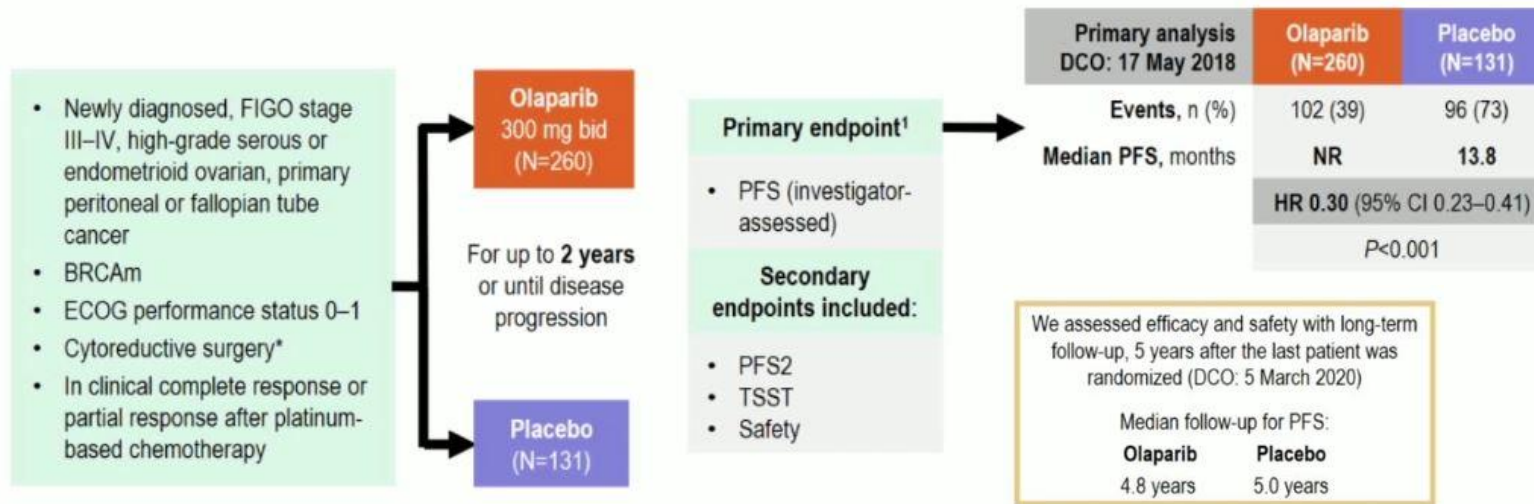 • Newly diagnosed, FIGO stage
III–IV, high-grade serous or
endometrioid ovarian, primary
peritoneal or fallopian tube
cancer
• BRCAm
• ECOG performance status 0–1
• Cytoreductive surgery*
• In clinical complete response or
partial response after platinum-
based chemotherapy
Olaparib
300 mg bid
(N=260)
For up to 2 years
or until disease
progression
Placebo
(N=131)
Primary endpoint¹
• PFS (investigator-
assessed)
Secondary
endpoints included:
• PFS2
• TSST
• Safety
Primary analysis
DCO: 17 May 2018
Olaparib
(N=260)
Placebo
(N=131)
Events, n (%) 102 (39) 96 (73)
Median PFS, months NR 13.8
HR 0.30 (95% CI 0.23–0.41)
P<0.001
We assessed efficacy and safety with long-term
follow-up, 5 years after the last patient was
randomized (DCO: 5 March 2020)
Median follow-up for PFS:
Olaparib Placebo
4.8 years 5.0 years